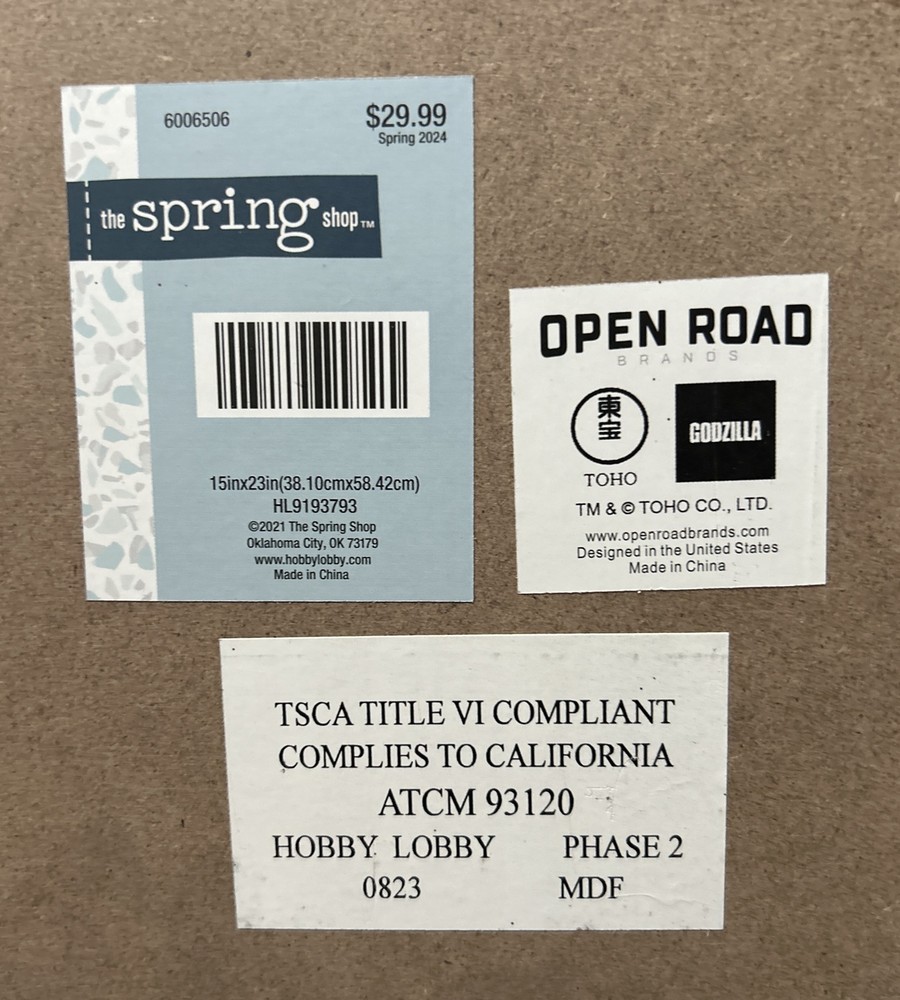 6006506
$29.99
Spring 2024
the spring shop™
15inx23in(38.10cmx58.42cm)
HL9193793
©2021 The Spring Shop
Oklahoma City, OK 73179
www.hobbylobby.com
Made in China
OPEN ROAD
BRANDS
東宝
GODZILLA
TOHO
TM & © TOHO CO., LTD.
www.openroadbrands.com
Designed in the United States
Made in China
TSCA TITLE VI COMPLIANT
COMPLIES TO CALIFORNIA
ATCM 93120
HOBBY LOBBY PHASE 2
0823 MDF